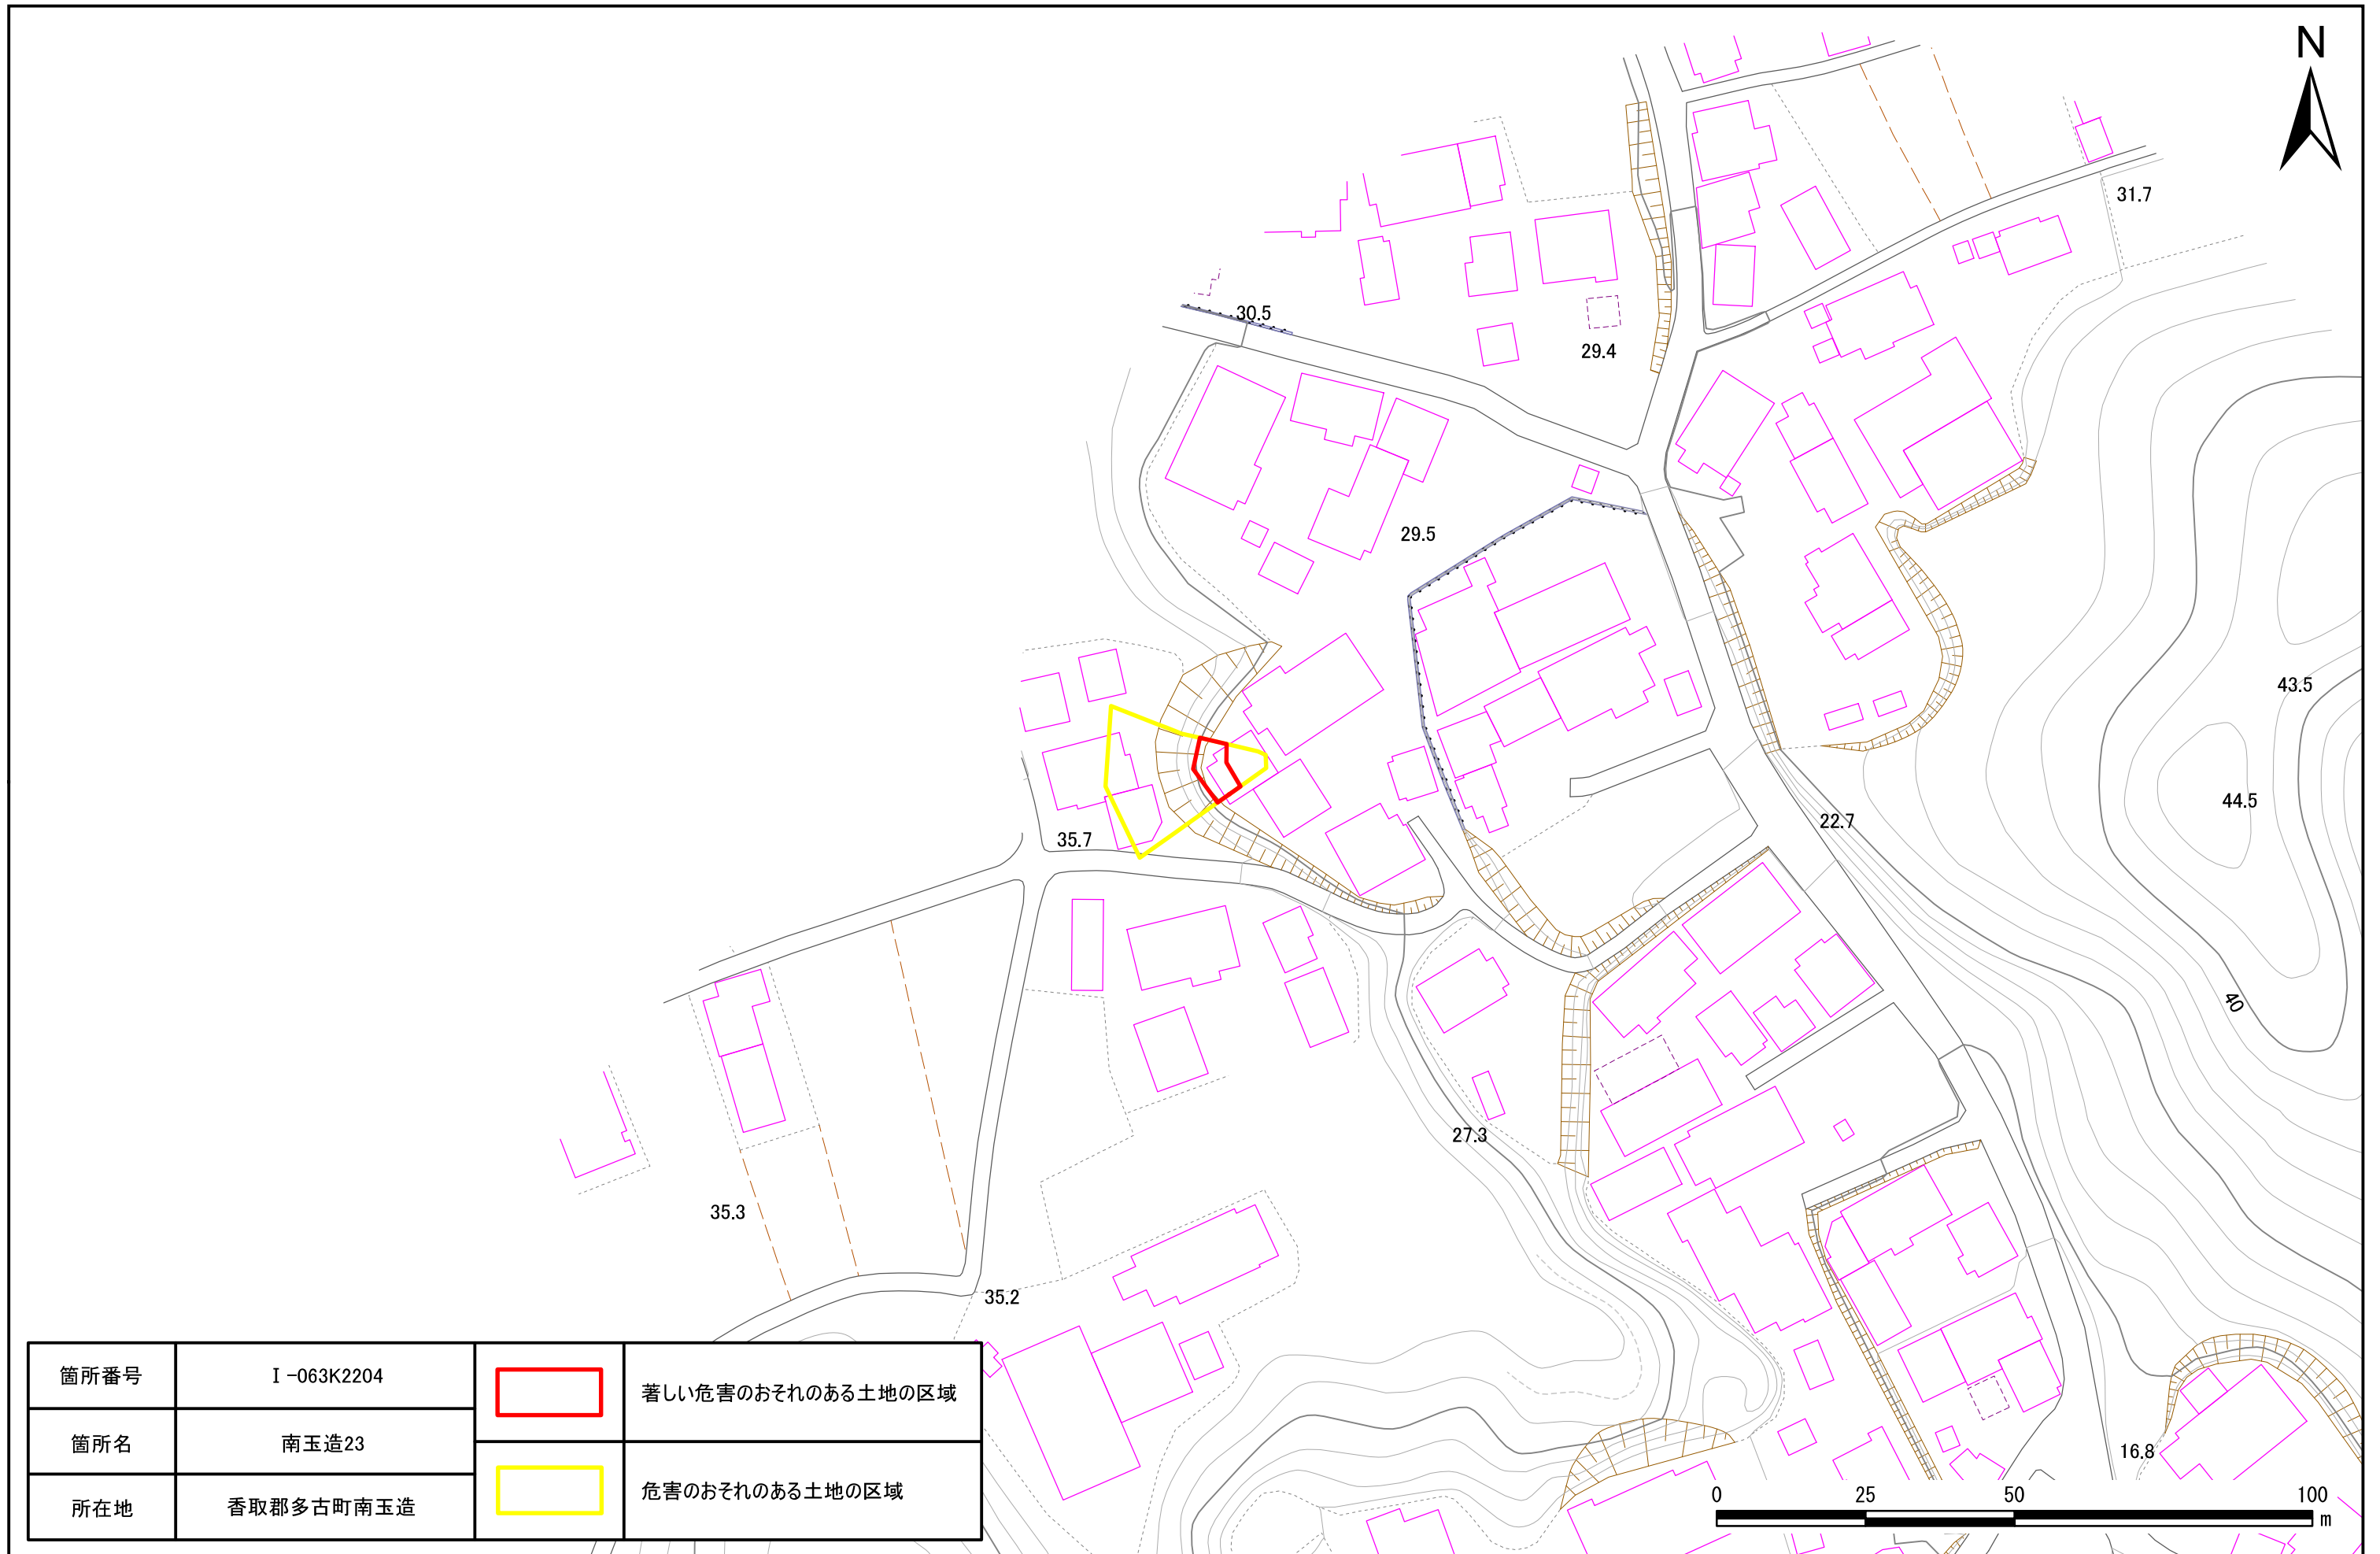 N
31.7
30.5
29.4
29.5
43.5
44.5
22.7
35.7
40
27.3
35.3
35.2
16.8
箇所番号 Ⅰ-063K2204
箇所名 南玉造23
所在地 香取郡多古町南玉造
著しい危害のおそれのある土地の区域
危害のおそれのある土地の区域
0 25 50 100
m